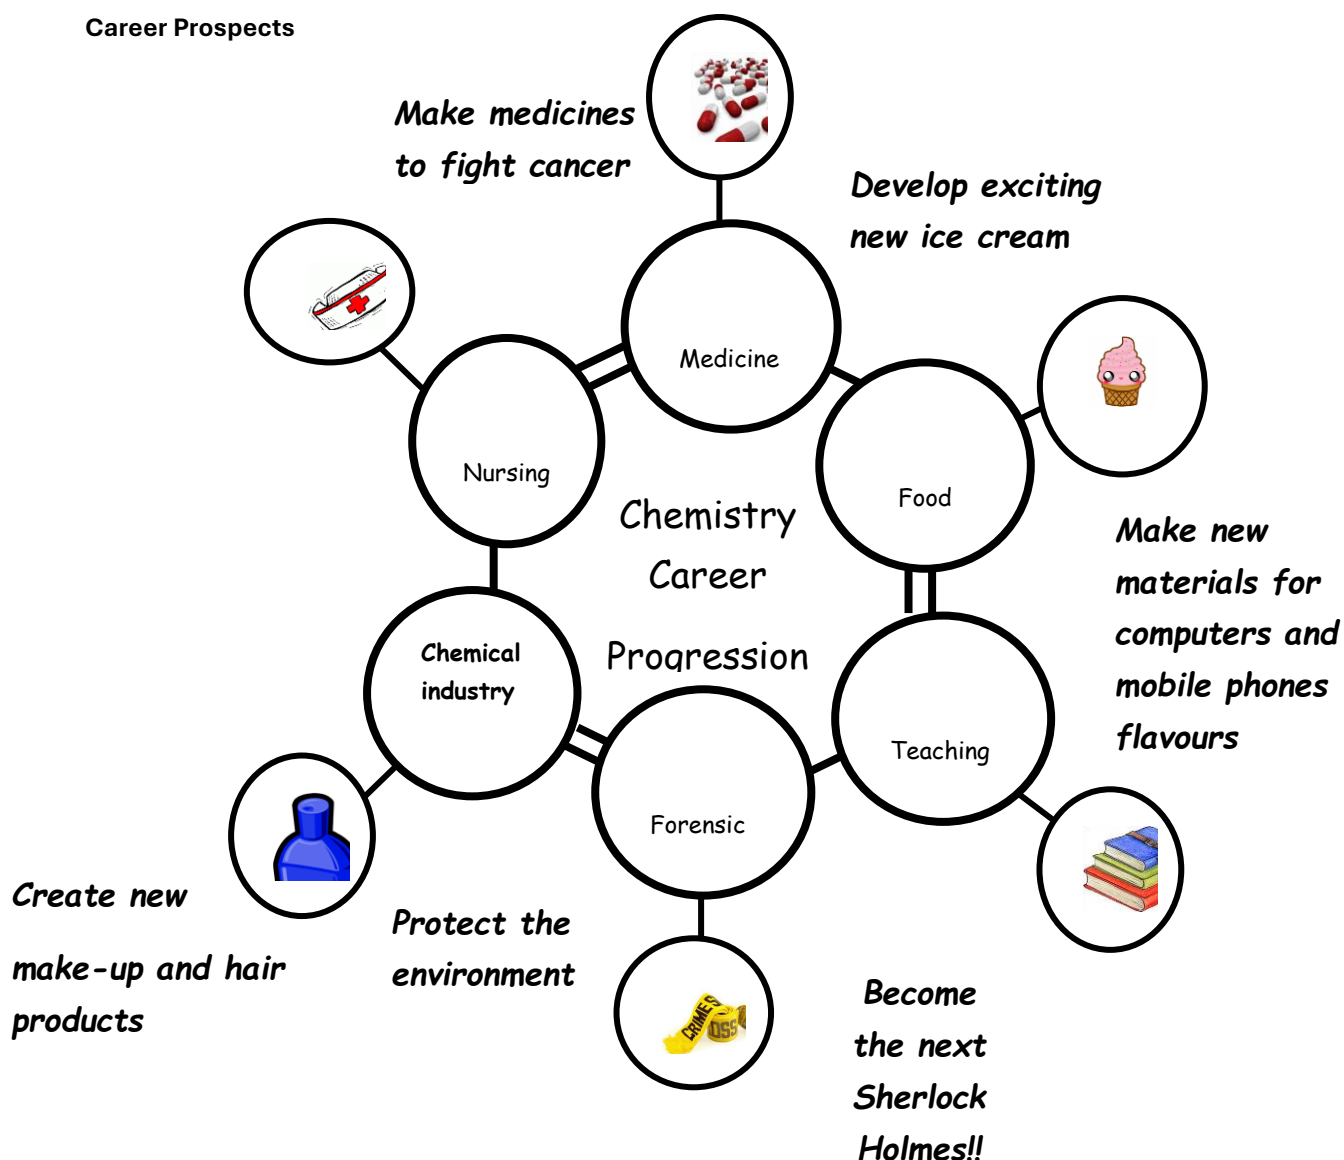 Career Prospects
Make medicines
to fight cancer
Develop exciting
new ice cream
Medicine
Nursing
Food
Chemistry
Career
Progression
Make new
materials for
computers and
mobile phones
flavours
Chemical
industry
Teaching
Forensic
Create new
make-up and hair
products
Protect the
environment
CRIMES
OSS
Become
the next
Sherlock
Holmes!!